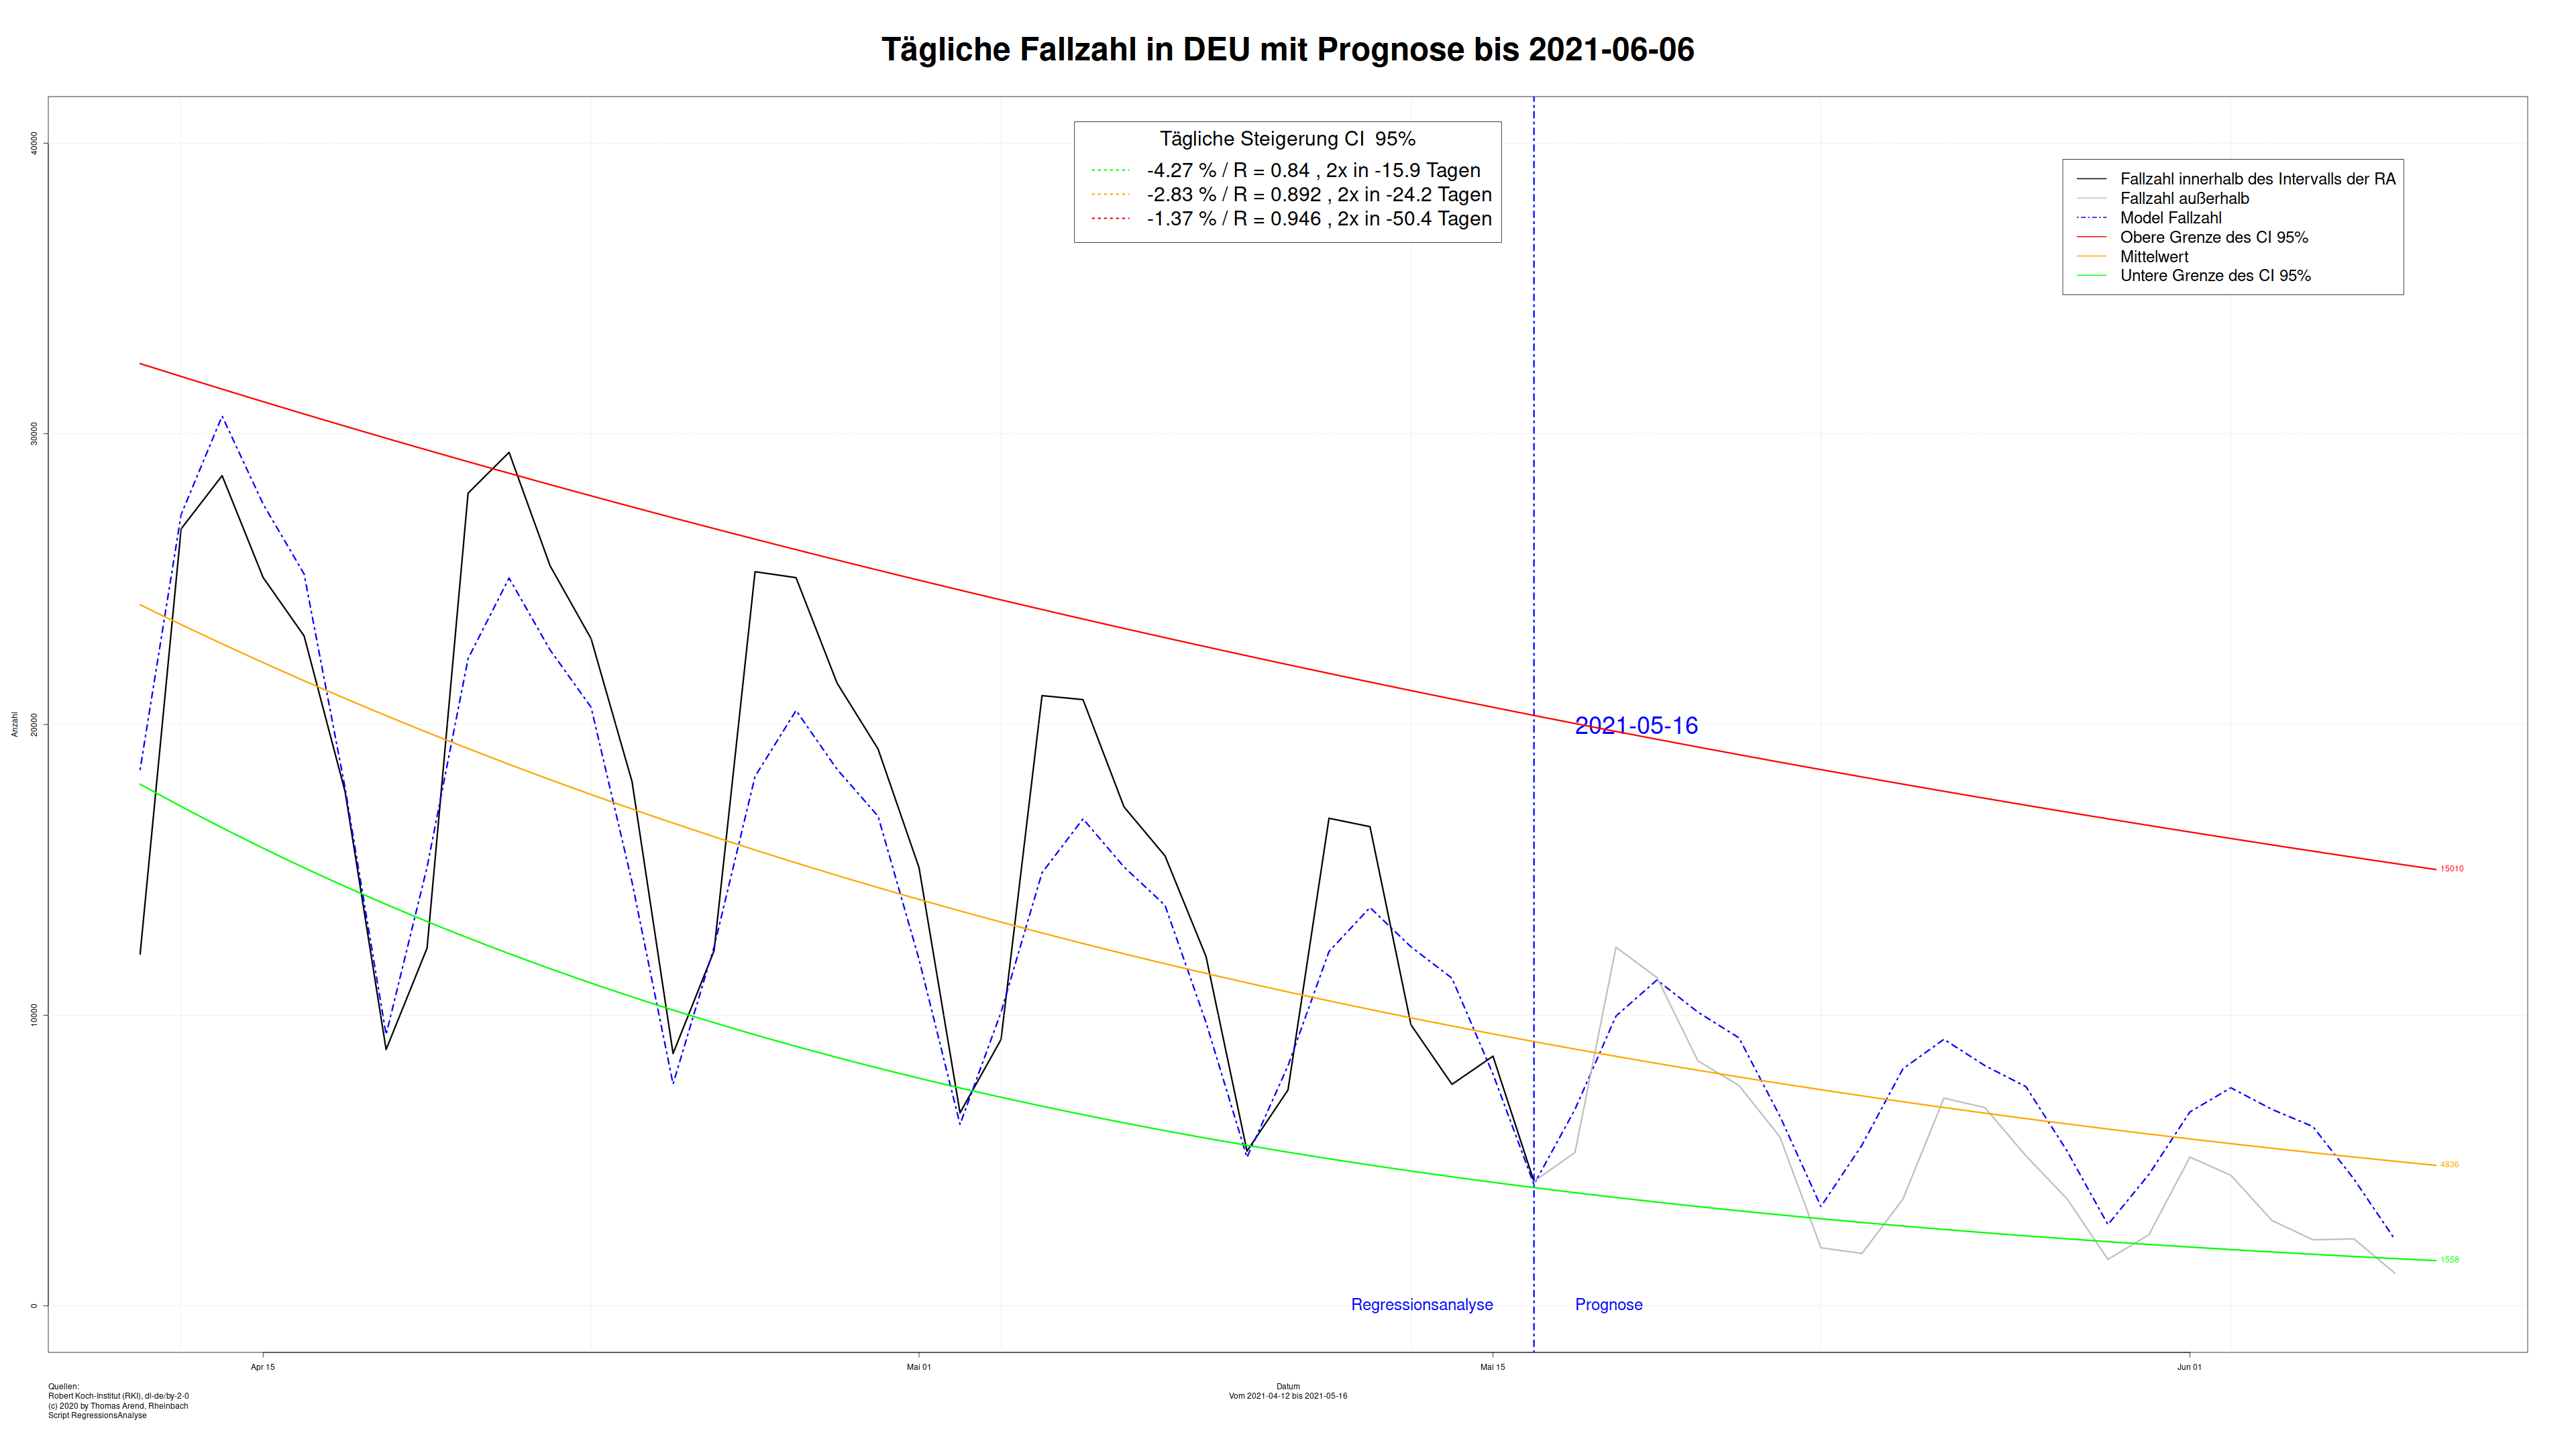 Tägliche Fallzahl in DEU mit Prognose bis 2021-06-06
Tägliche Steigerung CI  95%
-4.27 % / R = 0.84 , 2x in -15.9 Tagen
-2.83 % / R = 0.892 , 2x in -24.2 Tagen
-1.37 % / R = 0.946 , 2x in -50.4 Tagen
Fallzahl innerhalb des Intervalls der RA
Fallzahl außerhalb
Model Fallzahl
Obere Grenze des CI 95%
Mittelwert
Untere Grenze des CI 95%
Anzahl
40000
30000
20000
10000
0
2021-05-16
15010
4836
1558
Regressionsanalyse
Prognose
Apr 15
Mai 01
Mai 15
Jun 01
Datum
Vom 2021-04-12 bis 2021-05-16
Quellen:
Robert Koch-Institut (RKI), dl-de/by-2-0
(c) 2020 by Thomas Arend, Rheinbach
Script RegressionsAnalyse